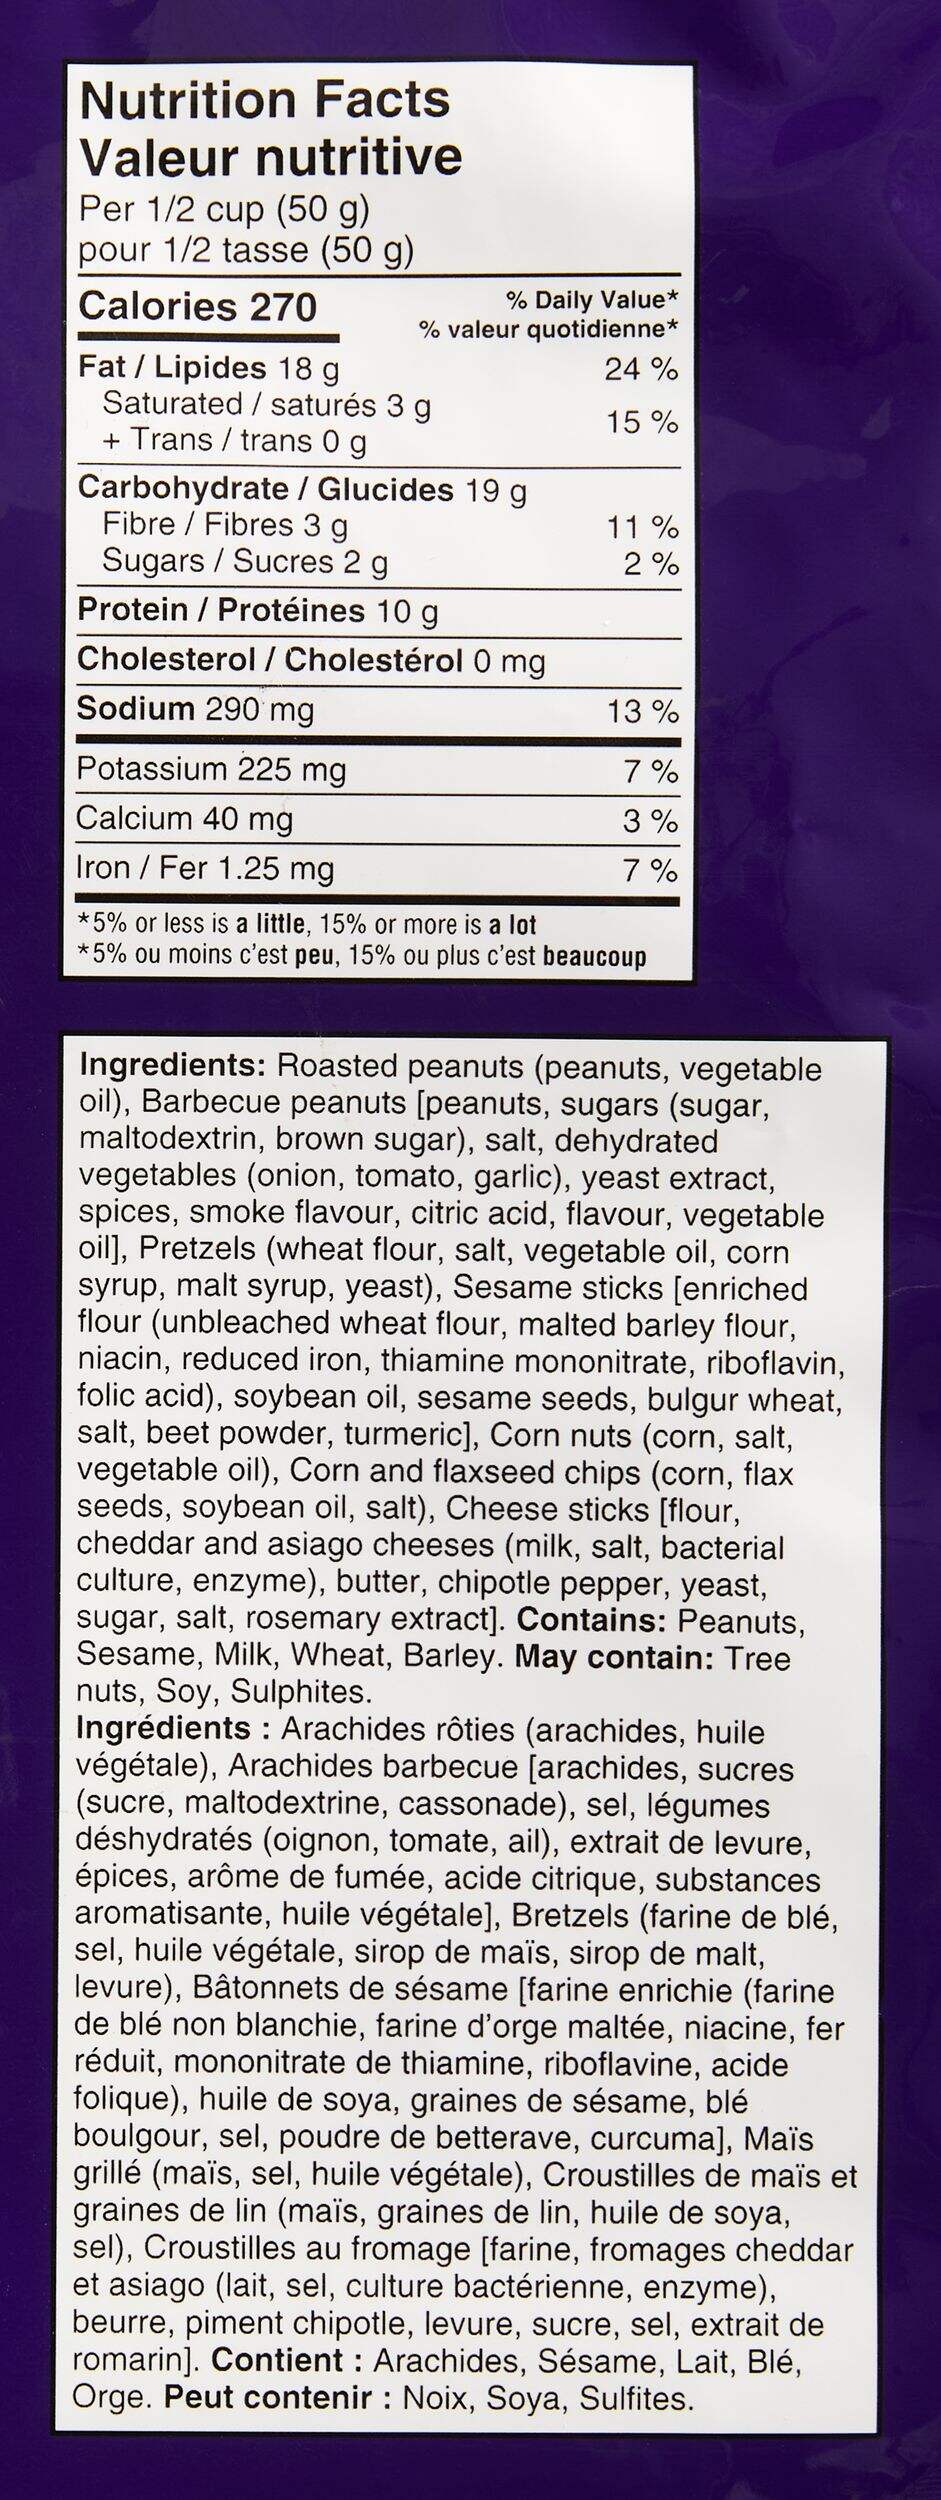 Nutrition Facts
Valeur nutritive
Per 1/2 cup (50 g)
pour 1/2 tasse (50 g)
Calories 270
% Daily Value*
% valeur quotidienne*
Fat / Lipides 18 g 24 %
Saturated / saturés 3 g
+ Trans / trans 0 g 15 %
Carbohydrate / Glucides 19 g
Fibre / Fibres 3 g 11 %
Sugars / Sucres 2 g 2 %
Protein / Protéines 10 g
Cholesterol / Cholestérol 0 mg
Sodium 290 mg 13 %
Potassium 225 mg 7 %
Calcium 40 mg 3 %
Iron / Fer 1.25 mg 7 %
*5% or less is a little, 15% or more is a lot
*5% ou moins c'est peu, 15% ou plus c'est beaucoup
Ingredients: Roasted peanuts (peanuts, vegetable
oil), Barbecue peanuts [peanuts, sugars (sugar,
maltodextrin, brown sugar), salt, dehydrated
vegetables (onion, tomato, garlic), yeast extract,
spices, smoke flavour, citric acid, flavour, vegetable
oil], Pretzels (wheat flour, salt, vegetable oil, corn
syrup, malt syrup, yeast), Sesame sticks [enriched
flour (unbleached wheat flour, malted barley flour,
niacin, reduced iron, thiamine mononitrate, riboflavin,
folic acid), soybean oil, sesame seeds, bulgur wheat,
salt, beet powder, turmeric], Corn nuts (corn, salt,
vegetable oil), Corn and flaxseed chips (corn, flax
seeds, soybean oil, salt), Cheese sticks [flour,
cheddar and asiago cheeses (milk, salt, bacterial
culture, enzyme), butter, chipotle pepper, yeast,
sugar, salt, rosemary extract]. Contains: Peanuts,
Sesame, Milk, Wheat, Barley. May contain: Tree
nuts, Soy, Sulphites.
Ingrédients : Arachides rôties (arachides, huile
végétale), Arachides barbecue [arachides, sucres
(sucre, maltodextrine, cassonade), sel, légumes
déshydratés (oignon, tomate, ail), extrait de levure,
épices, arôme de fumée, acide citrique, substances
aromatisante, huile végétale], Bretzels (farine de blé,
sel, huile végétale, sirop de maïs, sirop de malt,
levure), Bâtonnets de sésame [farine enrichie (farine
de blé non blanchie, farine d'orge maltée, niacine, fer
réduit, mononitrate de thiamine, riboflavine, acide
folique), huile de soya, graines de sésame, blé
boulgour, sel, poudre de betterave, curcuma], Maïs
grillé (maïs, sel, huile végétale), Croustilles de maïs et
graines de lin (maïs, graines de lin, huile de soya,
sel), Croustilles au fromage [farine, fromages cheddar
et asiago (lait, sel, culture bactérienne, enzyme),
beurre, piment chipotle, levure, sucre, sel, extrait de
romarin]. Contient : Arachides, Sésame, Lait, Blé,
Orge. Peut contenir : Noix, Soya, Sulfites.